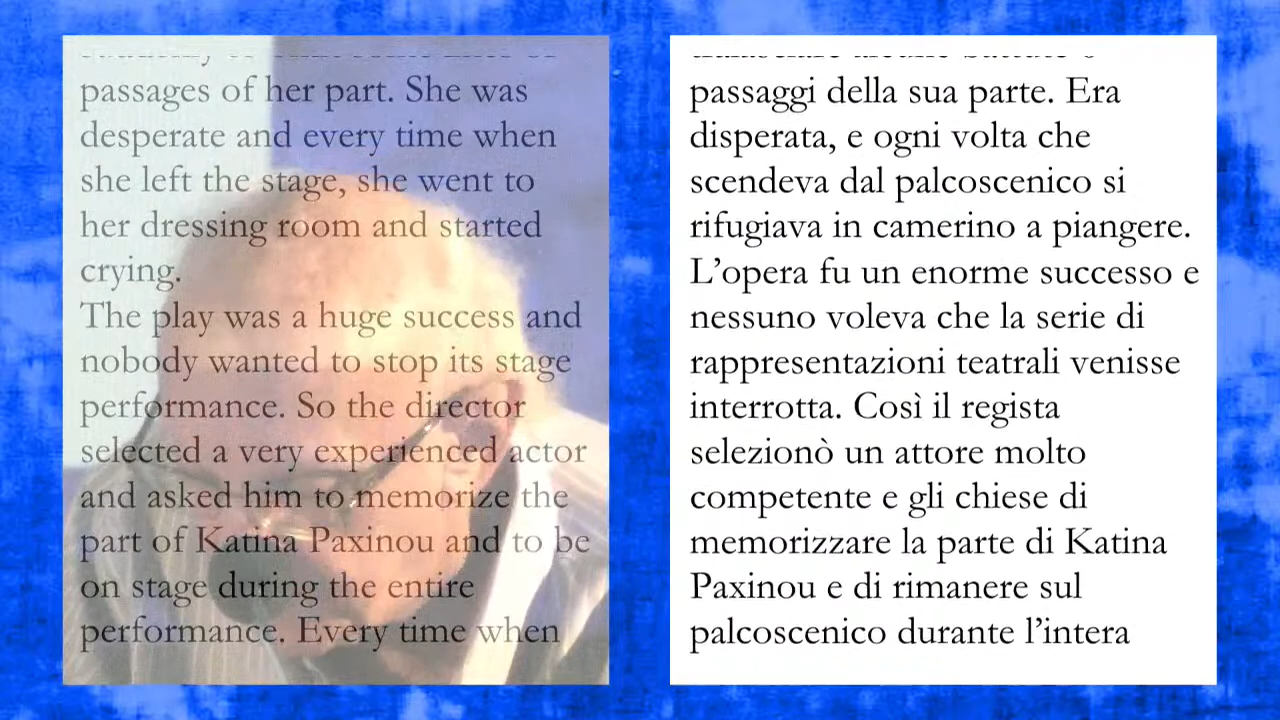 passages of her part. She was
desperate and every time when
she left the stage, she went to
her dressing room and started
crying.
The play was a huge success and
nobody wanted to stop its stage
performance. So the director
selected a very experienced actor
and asked him to memorize the
part of Katina Paxinou and to be
on stage during the entire
performance. Every time when
passaggi della sua parte. Era
disperata, e ogni volta che
scendeva dal palcoscenico si
rifugiava in camerino a piangere.
L’opera fu un enorme successo e
nessuno voleva che la serie di
rappresentazioni teatrali venisse
interrotta. Così il regista
selezionò un attore molto
competente e gli chiese di
memorizzare la parte di Katina
Paxinou e di rimanere sul
palcoscenico durante l’intera